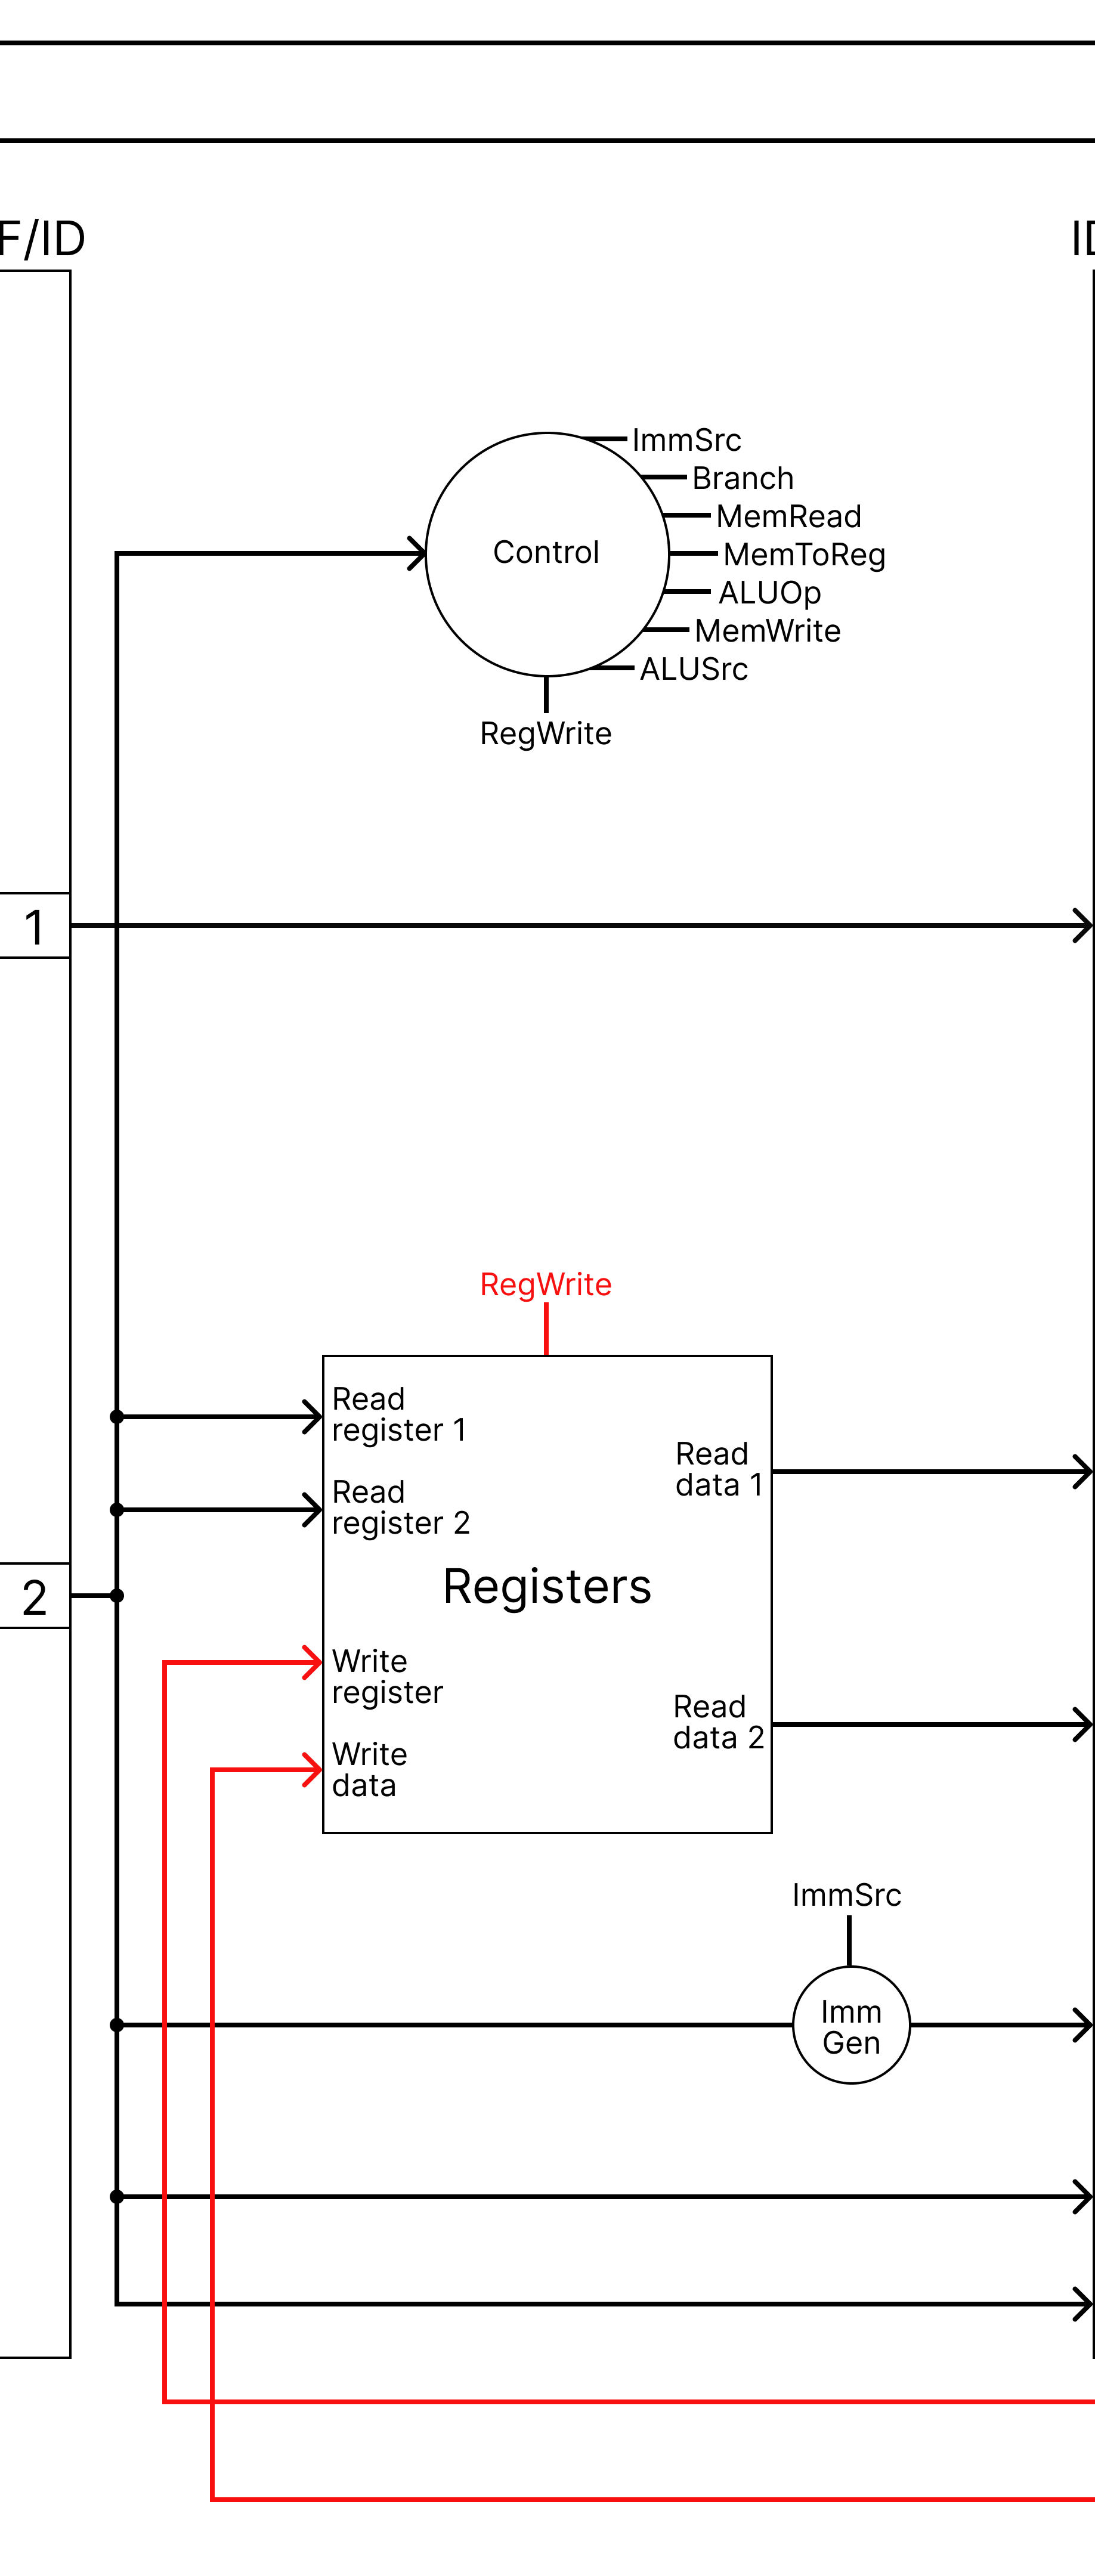 F/ID
ID
ImmSrc
Branch
MemRead
Control
MemToReg
ALUOp
MemWrite
ALUSrc
RegWrite
1
RegWrite
Read
register 1
Read
data 1
Read
register 2
Registers
2
Write
register
Read
data 2
Write
data
ImmSrc
Imm
Gen